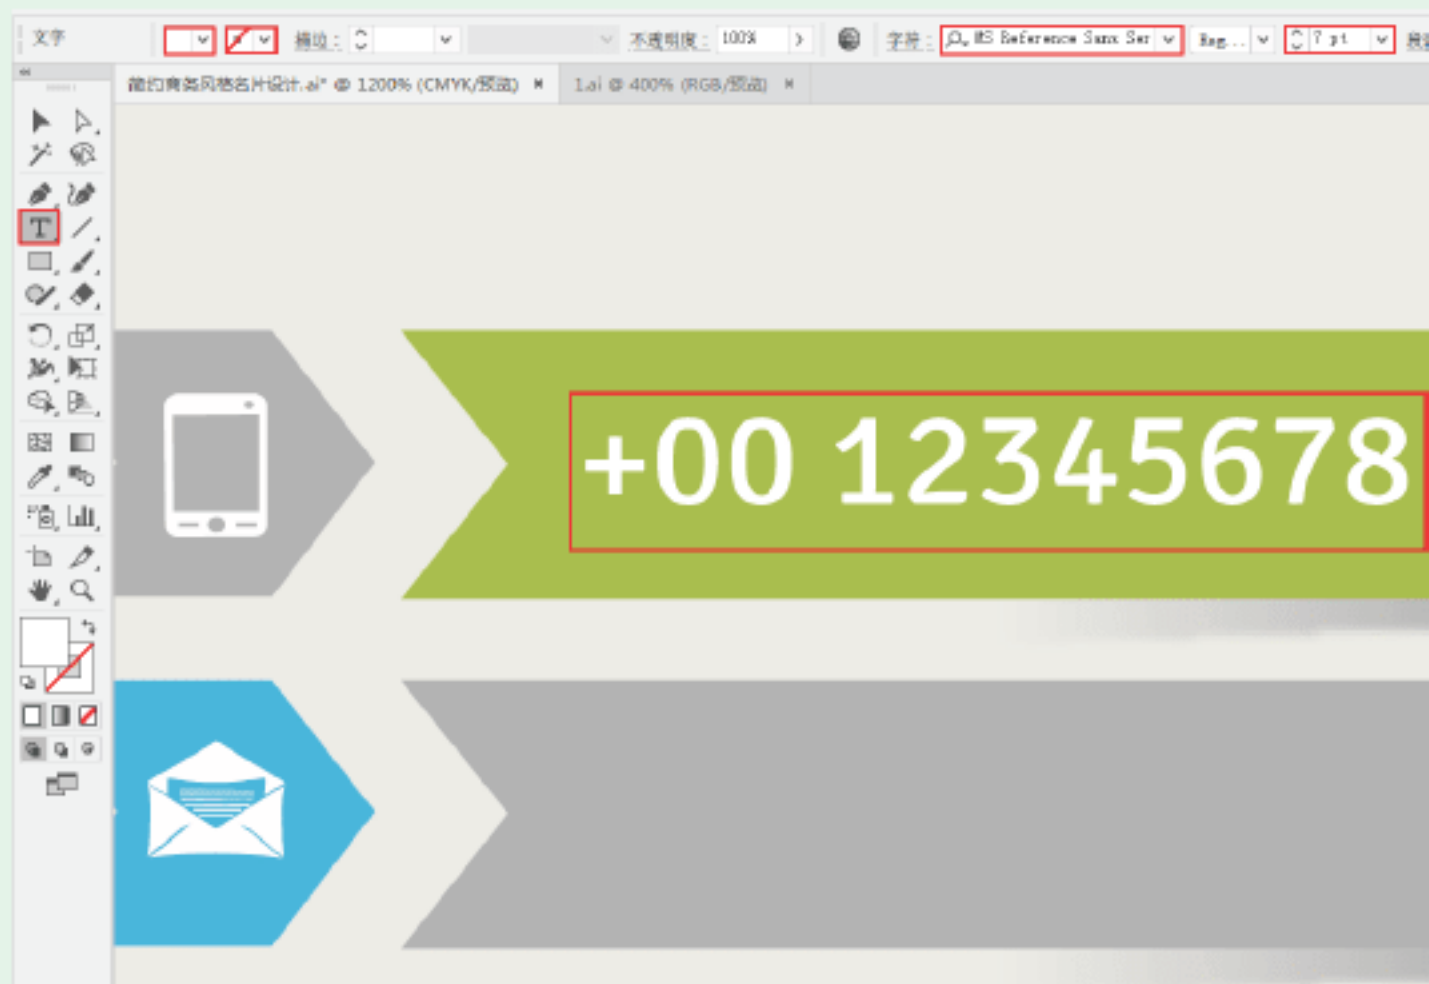 文字 描边： 不透明度： 100% 字符： MS Reference Sans Ser Reg... 7 pt
简约商务风格名片设计.ai* @ 1200% (CMYK/预览) 1.ai @ 400% (RGB/预览)
+00 12345678